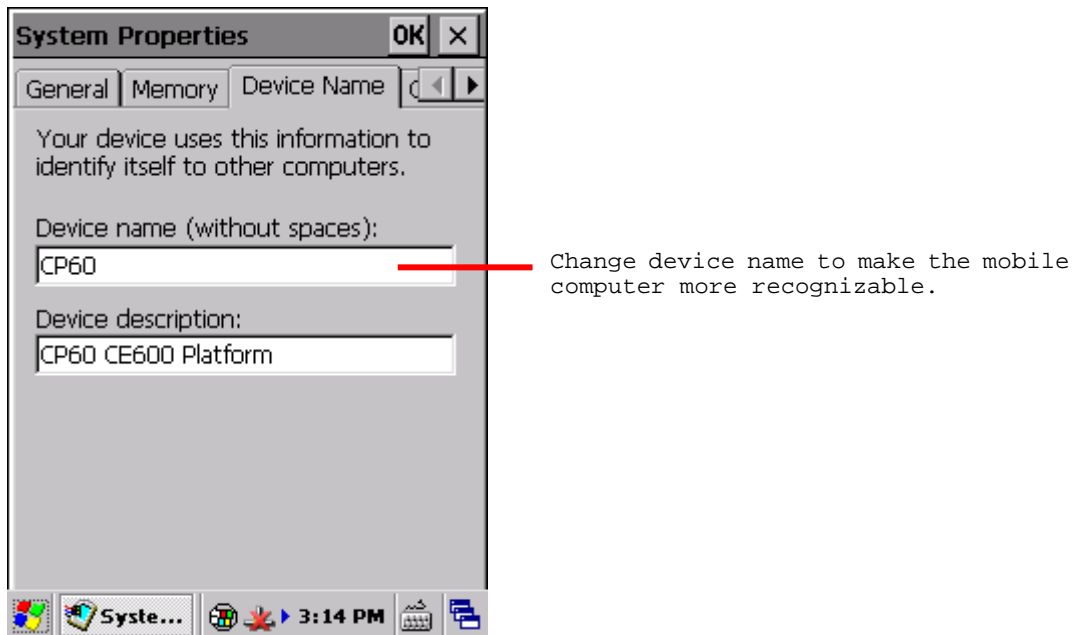 System Properties OK ×
General Memory Device Name
Your device uses this information to
identify itself to other computers.
Device name (without spaces):
CP60
Change device name to make the mobile
computer more recognizable.
Device description:
CP60 CE600 Platform
Syste... 3:14 PM